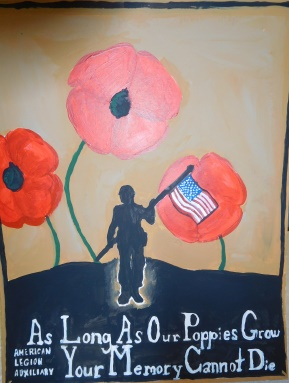 As Long As Our Poppies Grow
AMERICAN
LEGION
AUXILIARY
Your Memory Cannot Die